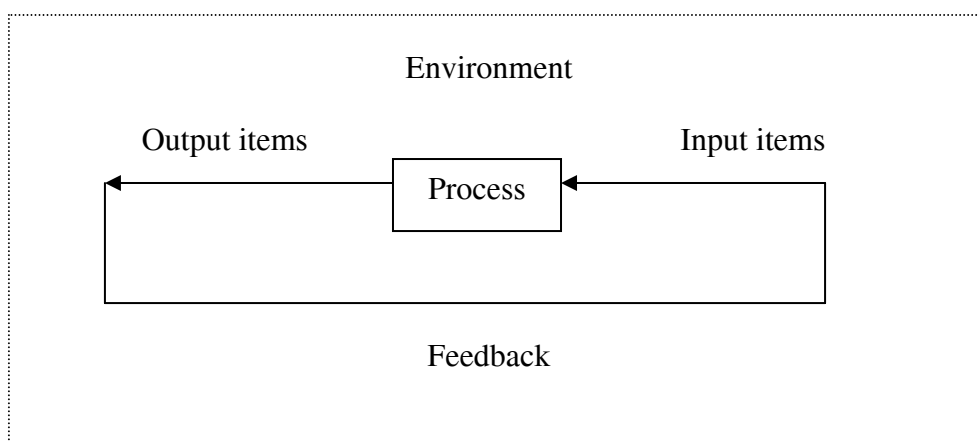 Environment
Output items
Input items
Process
Feedback